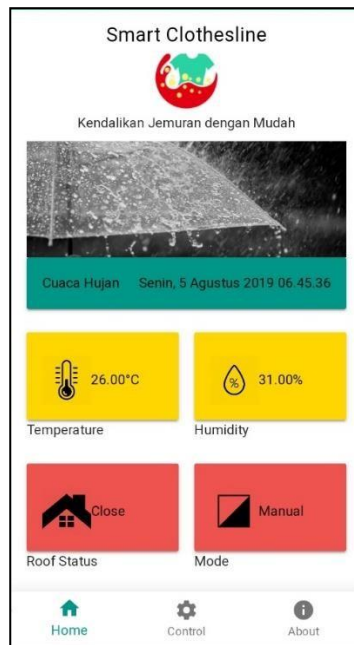 Smart Clothesline
Kendalikan Jemuran dengan Mudah
Cuaca Hujan Senin, 5 Agustus 2019 06.45.36
26.00°C
%
31.00%
Temperature
Humidity
Close
Manual
Roof Status
Mode
Home
Control
About